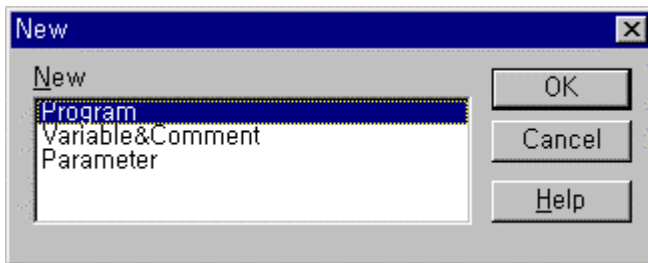 New
New
OK
Program
Variable&Comment
Cancel
Parameter
Help